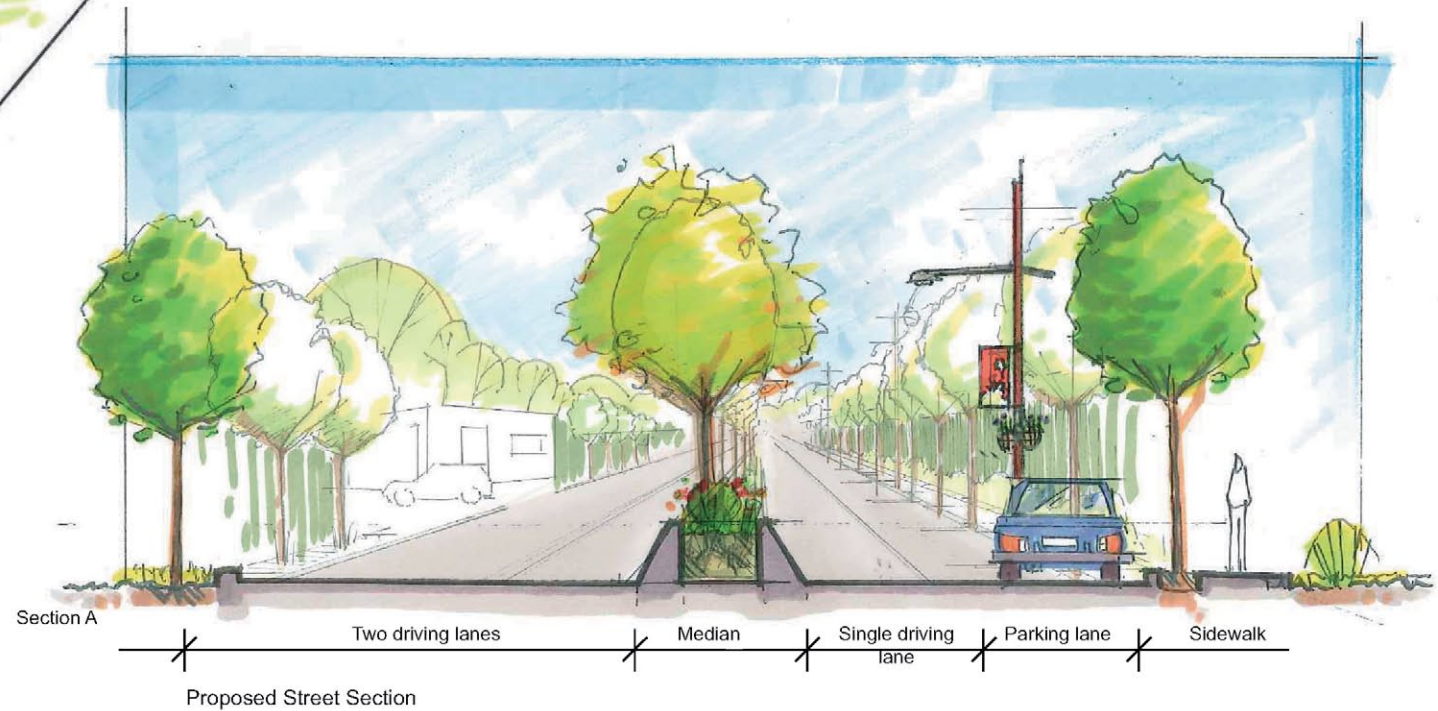 Section A
Two driving lanes
Median
Single driving
lane
Parking lane
Sidewalk
Proposed Street Section